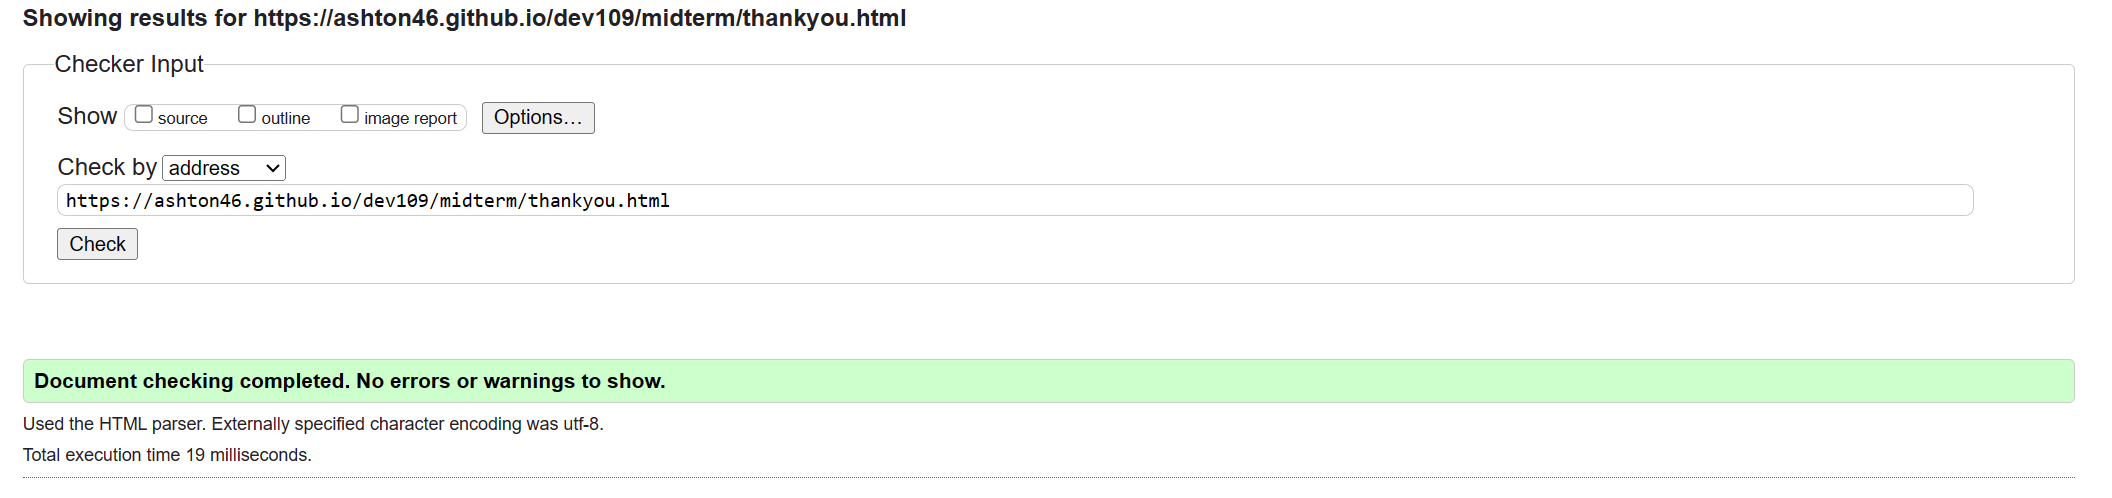 Showing results for https://ashton46.github.io/dev109/midterm/thankyou.html
Checker Input
Show source outline image report Options...
Check by address
https://ashton46.github.io/dev109/midterm/thankyou.html
Check
Document checking completed. No errors or warnings to show.
Used the HTML parser. Externally specified character encoding was utf-8.
Total execution time 19 milliseconds.